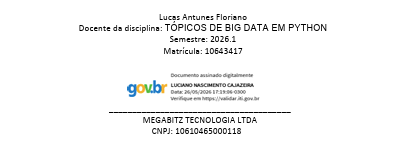 Lucas Antunes Floriano
Docente da disciplina: TÓPICOS DE BIG DATA EM PYTHON
Semestre: 2026.1
Matrícula: 10643417
gov.br
Documento assinado digitalmente
LUCIANO NASCIMENTO CAJAZEIRA
Data: 26/05/2026 17:19:06-0300
Verifique em https://validar.iti.gov.br
MEGABITZ TECNOLOGIA LTDA
CNPJ: 10610465000118